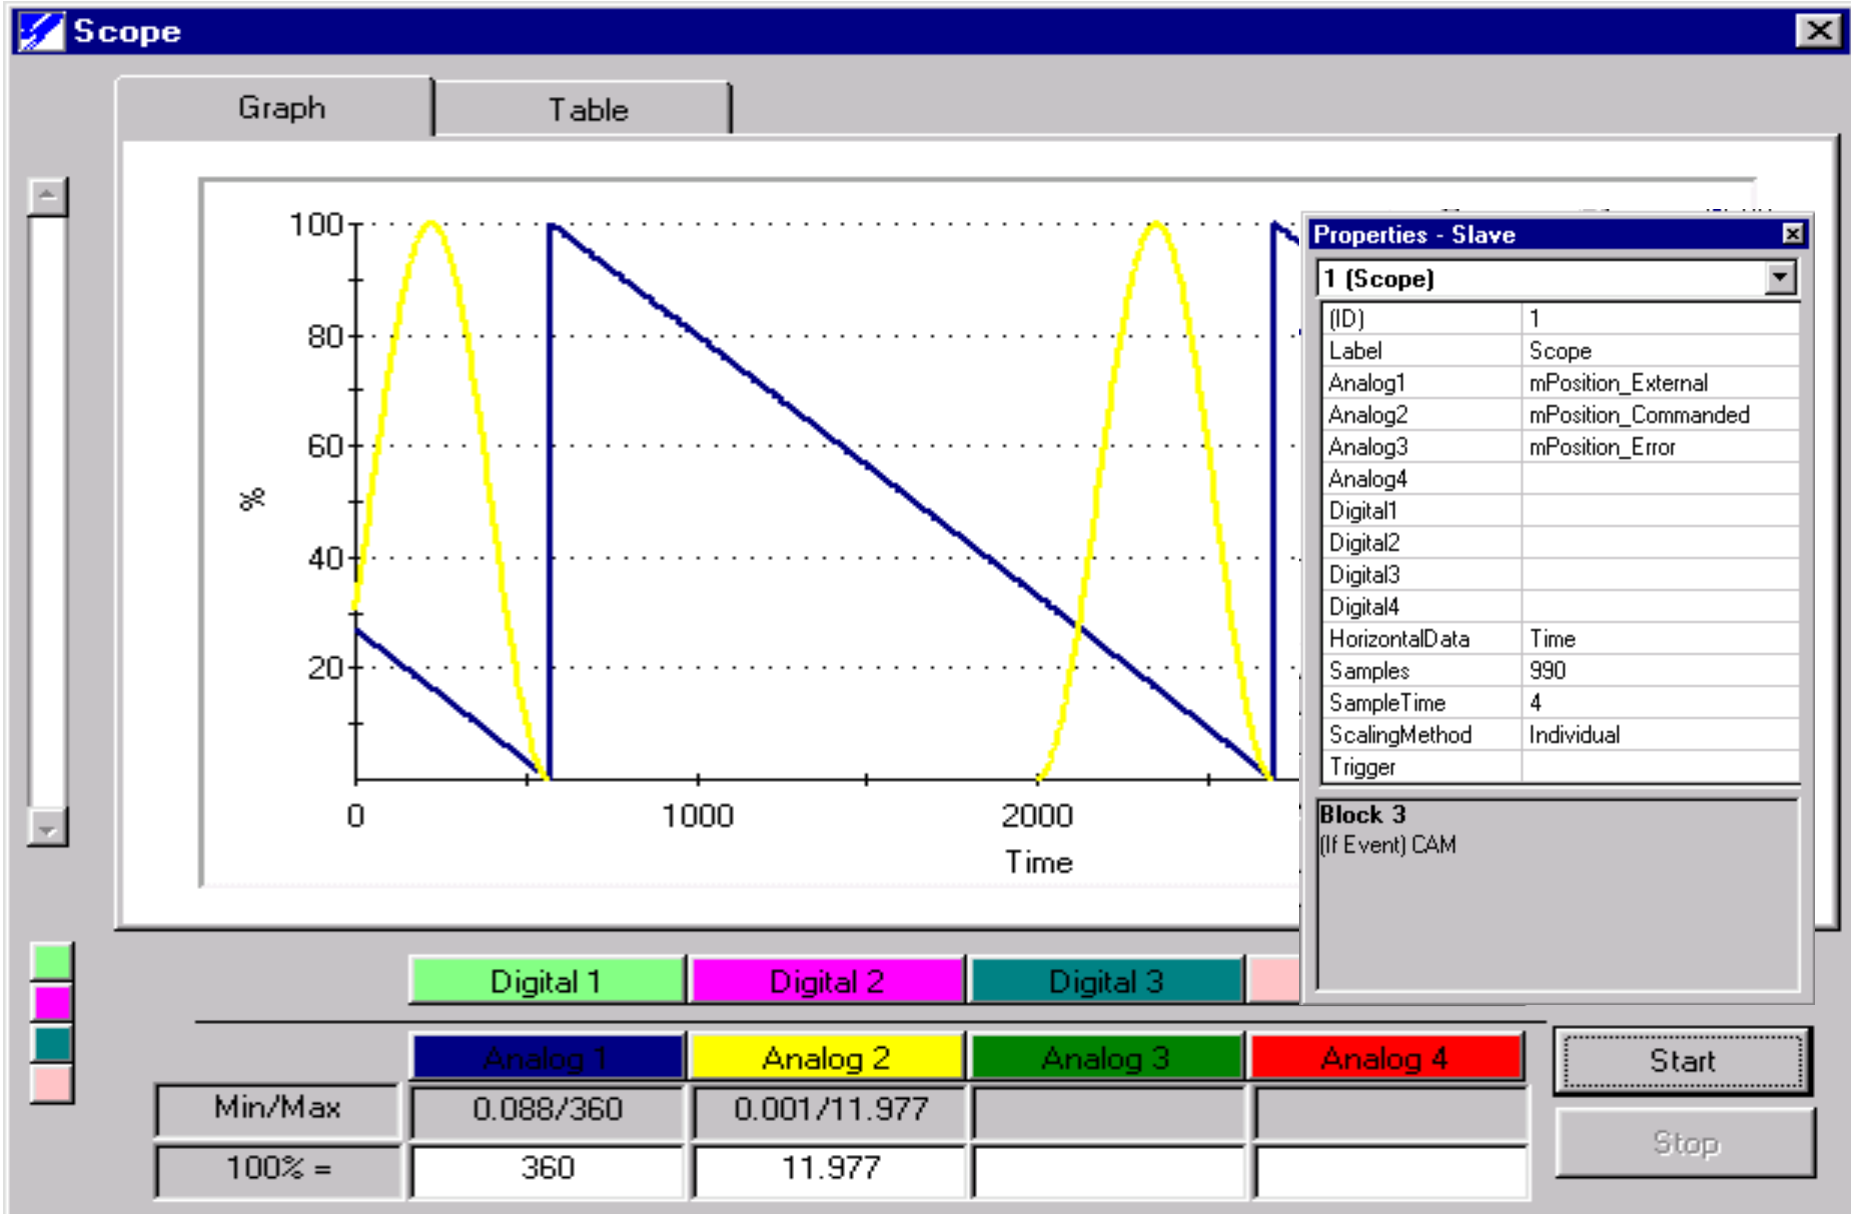 Scope
Graph
Table
100
80
60
40
20
%
0
1000
2000
Time
Properties - Slave
1 (Scope)
(ID) 1
Label Scope
Analog1 mPosition_External
Analog2 mPosition_Commanded
Analog3 mPosition_Error
Analog4
Digital1
Digital2
Digital3
Digital4
HorizontalData Time
Samples 990
SampleTime 4
ScalingMethod Individual
Trigger
Block 3
(If Event) CAM
Digital 1 Digital 2 Digital 3
Analog 1 Analog 2 Analog 3 Analog 4
Min/Max 0.088/360 0.001/11.977
100% = 360 11.977
Start
Stop